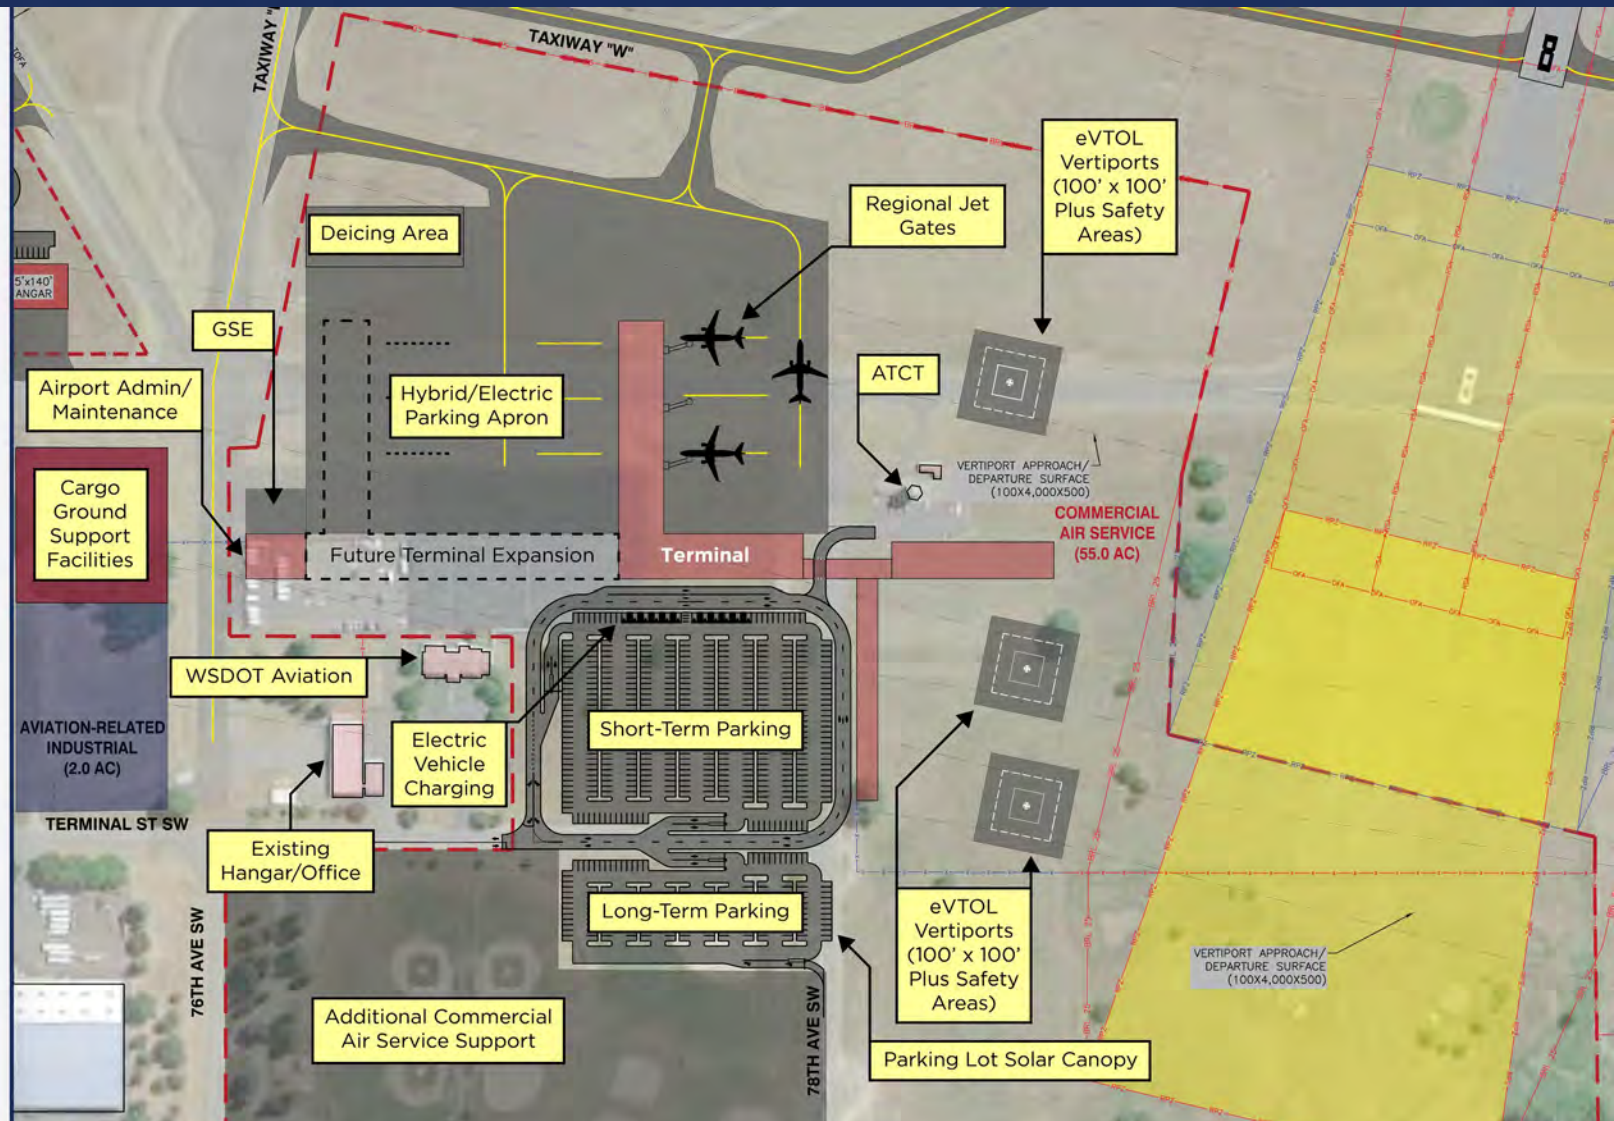 TAXIWAY "W"
TAXIWAY
TOFA
eVTOL
Vertiports
(100' x 100'
Plus Safety
Areas)
Regional Jet
Gates
Deicing Area
5'x140'
ANGAR
GSE
ATCT
Airport Admin/
Maintenance
Hybrid/Electric
Parking Apron
VERTIPORT APPROACH/
DEPARTURE SURFACE
(100X4,000X500)
Cargo
Ground
Support
Facilities
COMMERCIAL
AIR SERVICE
(55.0 AC)
Future Terminal Expansion
Terminal
WSDOT Aviation
AVIATION-RELATED
INDUSTRIAL
(2.0 AC)
Electric
Vehicle
Charging
Short-Term Parking
TERMINAL ST SW
Existing
Hangar/Office
Long-Term Parking
eVTOL
Vertiports
(100' x 100'
Plus Safety
Areas)
VERTIPORT APPROACH/
DEPARTURE SURFACE
(100X4,000X500)
76TH AVE SW
Additional Commercial
Air Service Support
78TH AVE SW
Parking Lot Solar Canopy